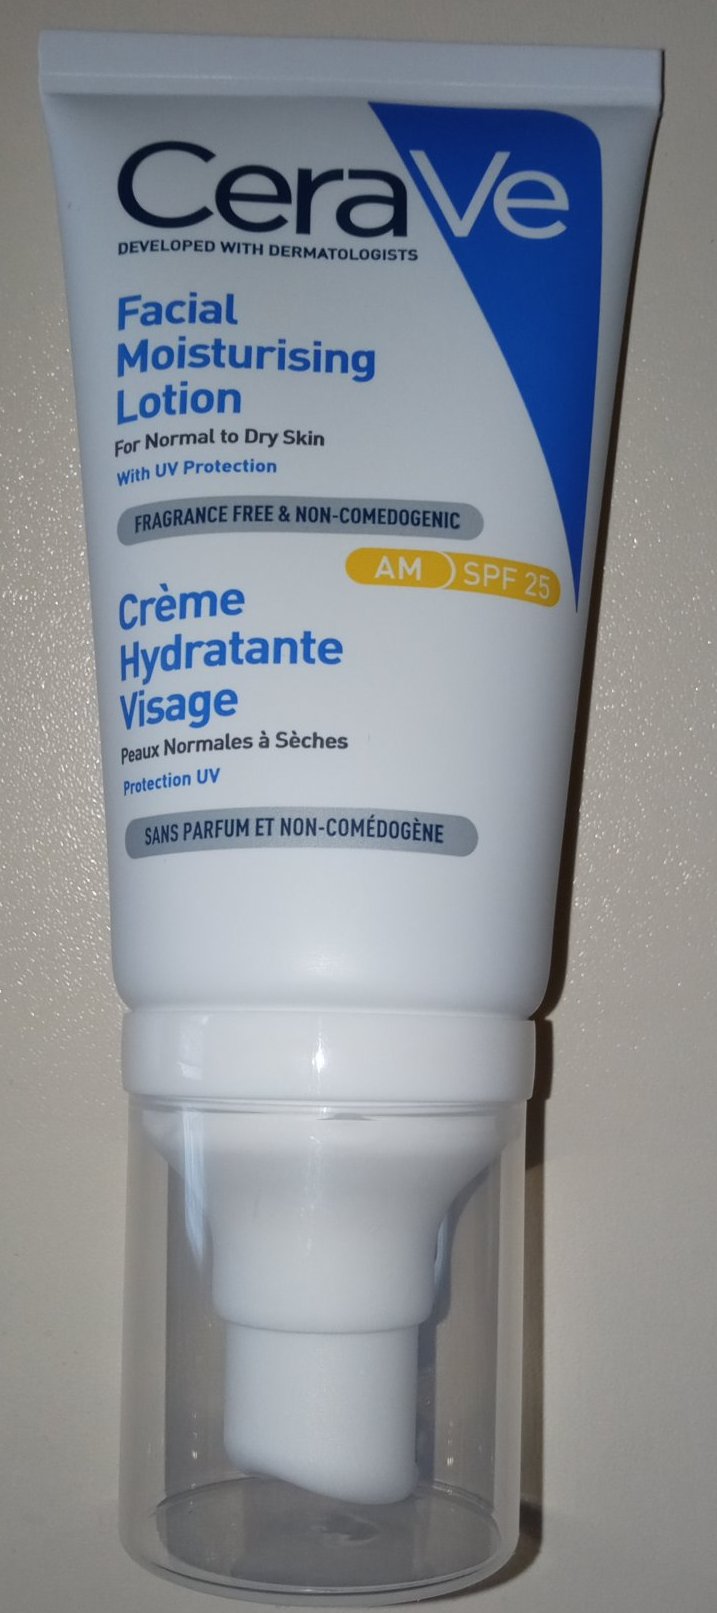 CeraVe
DEVELOPED WITH DERMATOLOGISTS
Facial
Moisturising
Lotion
For Normal to Dry Skin
With UV Protection
FRAGRANCE FREE & NON-COMEDOGENIC
AM SPF 25
Crème
Hydratante
Visage
Peaux Normales à Sèches
Protection UV
SANS PARFUM ET NON-COMÉDOGÈNE